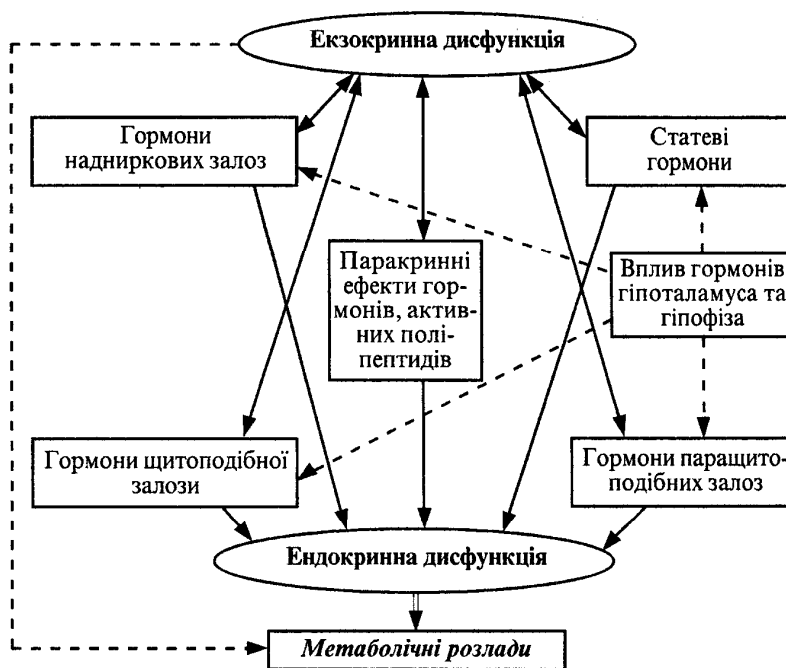 Екзокринна дисфункція
Гормони
надниркових залоз
Статеві
гормони
Паракринні
ефекти гор-
монів, актив-
них полі-
пептидів
Вплив гормонів
гіпоталамуса та
гіпофіза
Гормони щитоподібної
залози
Гормони паращито-
подібних залоз
Ендокринна дисфункція
Метаболічні розлади